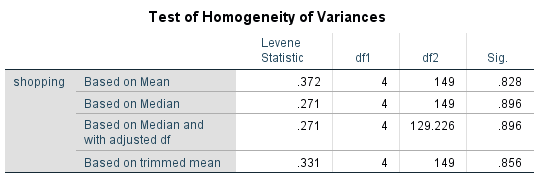 Test of Homogeneity of Variances
Levene
Statistic df1 df2 Sig.
shopping Based on Mean .372 4 149 .828
Based on Median .271 4 149 .896
Based on Median and
with adjusted df .271 4 129.226 .896
Based on trimmed mean .331 4 149 .856